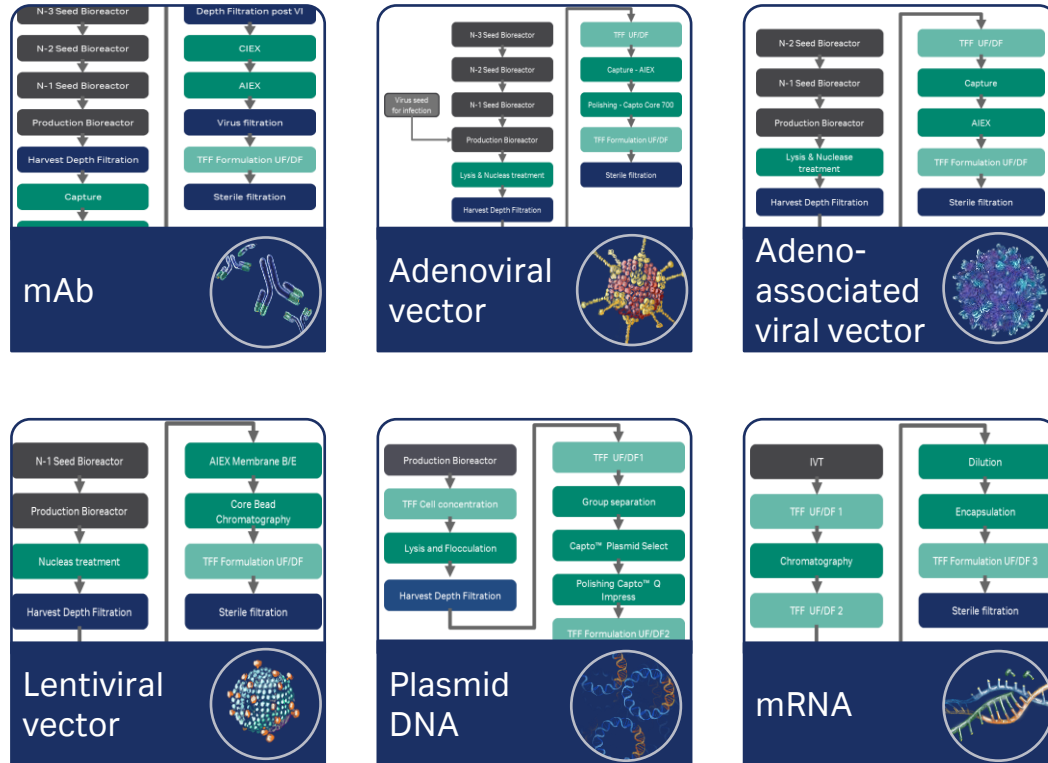 N-3 Seed Bioreactor
N-2 Seed Bioreactor
N-1 Seed Bioreactor
Production Bioreactor
Harvest Depth Filtration
Capture
Depth Filtration post VI
CIEX
AIEX
Virus filtration
TFF Formulation UF/DF
Sterile filtration
mAb
N-3 Seed Bioreactor
N-2 Seed Bioreactor
Virus seed
for infection
N-1 Seed Bioreactor
Production Bioreactor
Lysis & Nucleas treatment
Harvest Depth Filtration
TFF UF/DF
Capture - AIEX
Polishing - Capto Core 700
TFF Formulation UF/DF
Sterile filtration
Adenoviral
vector
N-2 Seed Bioreactor
N-1 Seed Bioreactor
Production Bioreactor
Lysis & Nuclease
treatment
Harvest Depth Filtration
TFF UF/DF
Capture
AIEX
TFF Formulation UF/DF
Sterile filtration
Adeno-
associated
viral vector
N-1 Seed Bioreactor
Production Bioreactor
Nucleas treatment
Harvest Depth Filtration
AIEX Membrane B/E
Core Bead
Chromatography
TFF Formulation UF/DF
Sterile filtration
Lentiviral
vector
Production Bioreactor
TFF Cell concentration
Lysis and Flocculation
Harvest Depth Filtration
TFF UF/DF1
Group separation
Capto™ Plasmid Select
Polishing Capto™ Q
Impress
TFF Formulation UF/DF2
Plasmid
DNA
IVT
TFF UF/DF 1
Chromatography
TFF UF/DF 2
Dilution
Encapsulation
TFF Formulation UF/DF 3
Sterile filtration
mRNA